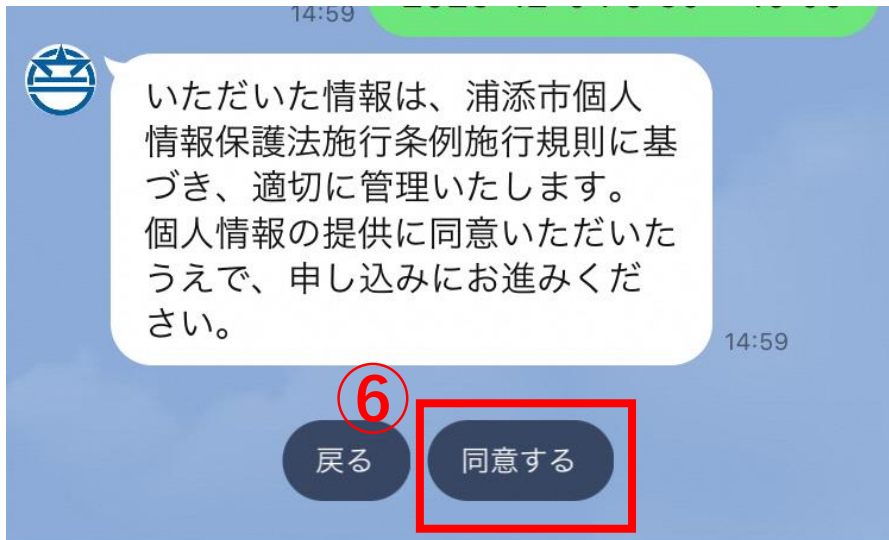 14:59
いただいた情報は、浦添市個人
情報保護法施行条例施行規則に基
づき、適切に管理いたします。
個人情報の提供に同意いただいた
うえで、申し込みにお進みくだ
さい。
14:59
⑥
戻る
同意する